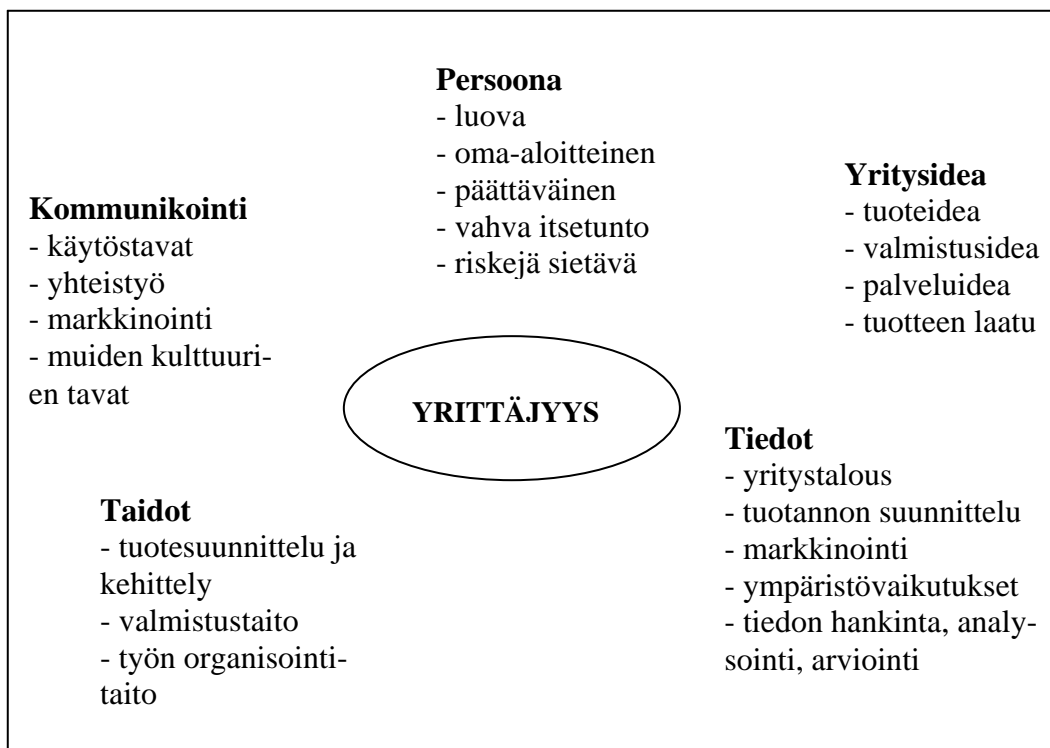 Persoona
- luova
- oma-aloitteinen
- päättäväinen
- vahva itsetunto
- riskejä sietävä
Yritysidea
- tuoteidea
- valmistusidea
- palveluidea
- tuotteen laatu
Kommunikointi
- käytöstavat
- yhteistyö
- markkinointi
- muiden kulttuuri-
en tavat
YRITTÄJYYS
Tiedot
- yritystalous
- tuotannon suunnittelu
- markkinointi
- ympäristövaikutukset
- tiedon hankinta, analy-
sointi, arviointi
Taidot
- tuotesuunnittelu ja
kehittely
- valmistustaito
- työn organisointi-
taito